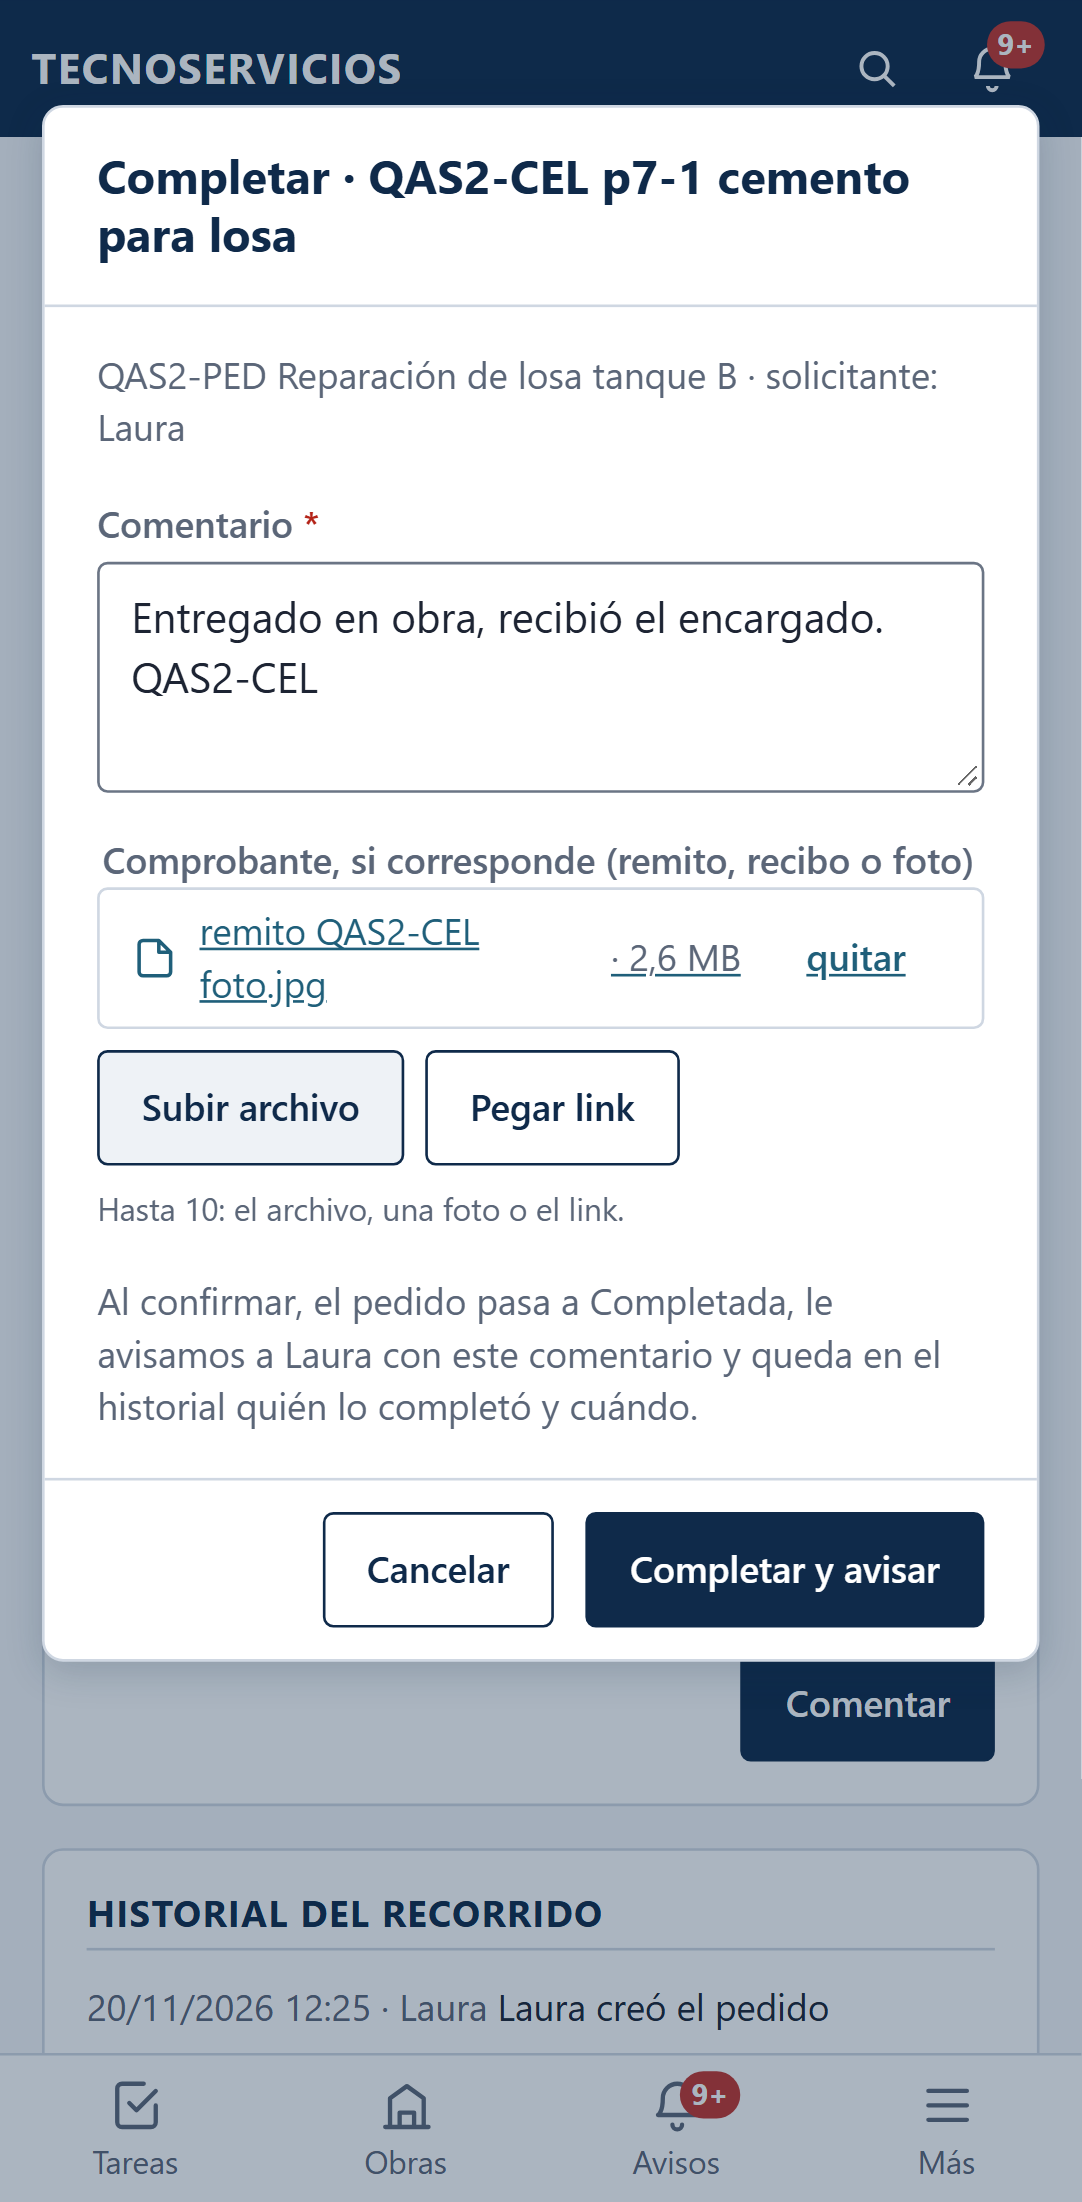 TECNOSERVICIOS
9+
Completar · QAS2-CEL p7-1 cemento
para losa
QAS2-PED Reparación de losa tanque B · solicitante:
Laura
Comentario *
Entregado en obra, recibió el encargado.
QAS2-CEL
Comprobante, si corresponde (remito, recibo o foto)
remito QAS2-CEL
foto.jpg
· 2,6 MB
quitar
Subir archivo
Pegar link
Hasta 10: el archivo, una foto o el link.
Al confirmar, el pedido pasa a Completada, le
avisamos a Laura con este comentario y queda en el
historial quién lo completó y cuándo.
Cancelar
Completar y avisar
Comentar
HISTORIAL DEL RECORRIDO
20/11/2026 12:25 · Laura Laura creó el pedido
9+
Tareas
Obras
Avisos
Más